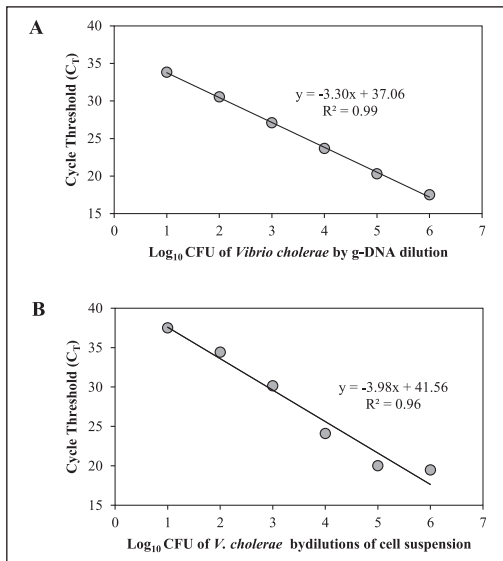 A
Cycle Threshold (C_T)
40
35
30
25
20
15
y = -3.30x + 37.06
R² = 0.99
0 1 2 3 4 5 6 7
Log₁₀ CFU of Vibrio cholerae by g-DNA dilution
B
Cycle Threshold (C_T)
40
35
30
25
20
15
10
y = -3.98x + 41.56
R² = 0.96
0 1 2 3 4 5 6 7
Log₁₀ CFU of V. cholerae bydilutions of cell suspension